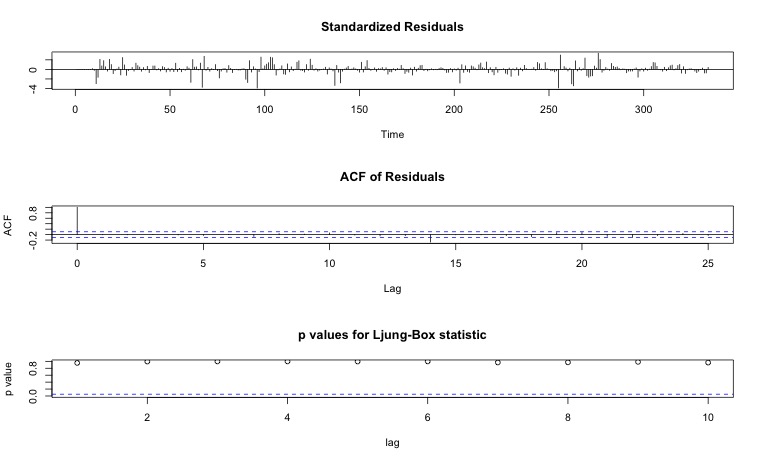 Standardized Residuals
0
-4
0 50 100 150 200 250 300
Time
ACF of Residuals
ACF
0.8
-0.2
0 5 10 15 20 25
Lag
p values for Ljung-Box statistic
p value
0.8
0.0
2 4 6 8 10
lag